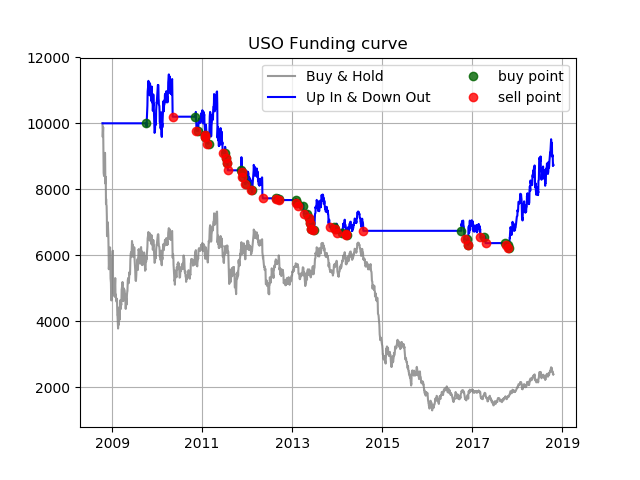 USO Funding curve
12000
10000
8000
6000
4000
2000
Buy & Hold
Up In & Down Out
buy point
sell point
2009 2011 2013 2015 2017 2019